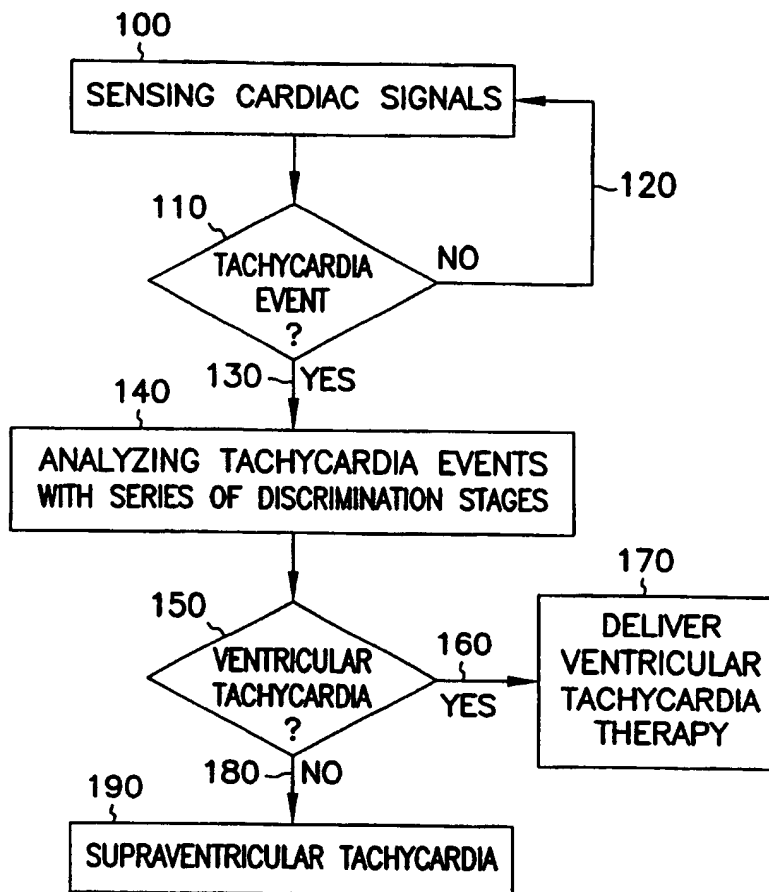 100
SENSING CARDIAC SIGNALS
120
110
TACHYCARDIA
EVENT
?
NO
130
YES
140
ANALYZING TACHYCARDIA EVENTS
WITH SERIES OF DISCRIMINATION STAGES
150
VENTRICULAR
TACHYCARDIA
?
160
YES
170
DELIVER
VENTRICULAR
TACHYCARDIA
THERAPY
180
NO
190
SUPRAVENTRICULAR TACHYCARDIA